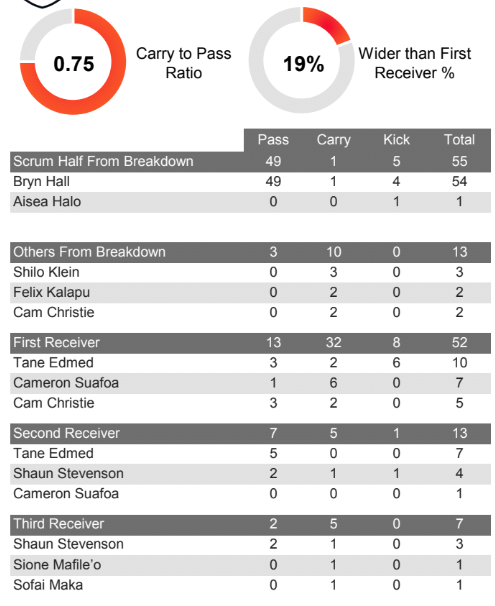 0.75
Carry to Pass
Ratio
19%
Wider than First
Receiver %
Pass Carry Kick Total
Scrum Half From Breakdown 49 1 5 55
Bryn Hall 49 1 4 54
Aisea Halo 0 0 1 1
Others From Breakdown 3 10 0 13
Shilo Klein 0 3 0 3
Felix Kalapu 0 2 0 2
Cam Christie 0 2 0 2
First Receiver 13 32 8 52
Tane Edmed 3 2 6 10
Cameron Suafoa 1 6 0 7
Cam Christie 3 2 0 5
Second Receiver 7 5 1 13
Tane Edmed 5 0 0 7
Shaun Stevenson 2 1 1 4
Cameron Suafoa 0 0 0 1
Third Receiver 2 5 0 7
Shaun Stevenson 2 1 0 3
Sione Mafile'o 0 1 0 1
Sofai Maka 0 1 0 1